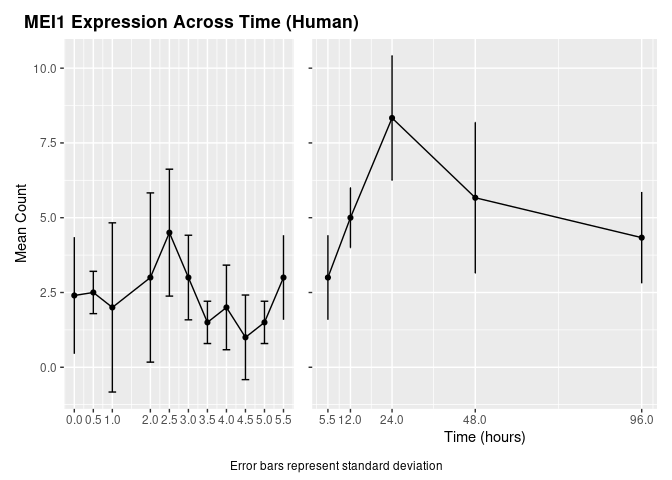 MEI1 Expression Across Time (Human)
Mean Count
10.0
7.5
5.0
2.5
0.0
0.0 0.5 1.0 2.0 2.5 3.0 3.5 4.0 4.5 5.0 5.5
5.5 12.0 24.0 48.0 96.0
Time (hours)
Error bars represent standard deviation